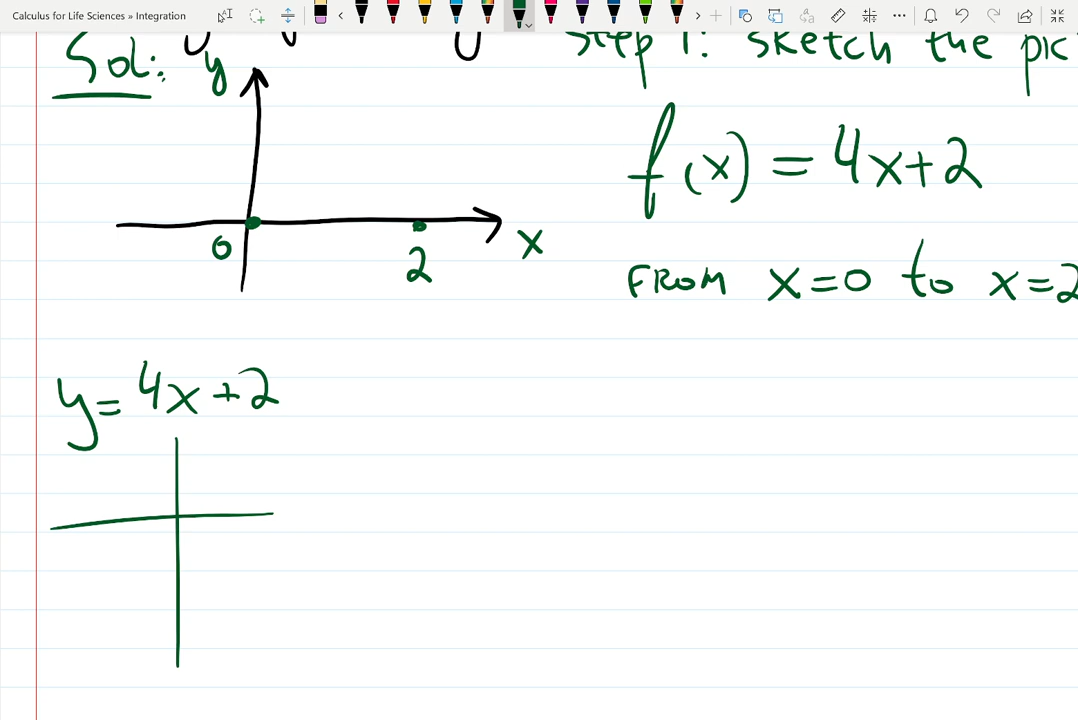 Calculus for Life Sciences » Integration
Sol: y
Step 1: Sketch the pic
f(x) = 4x+2
0 2 x
FROM x=0 to x=2
y=4x+2